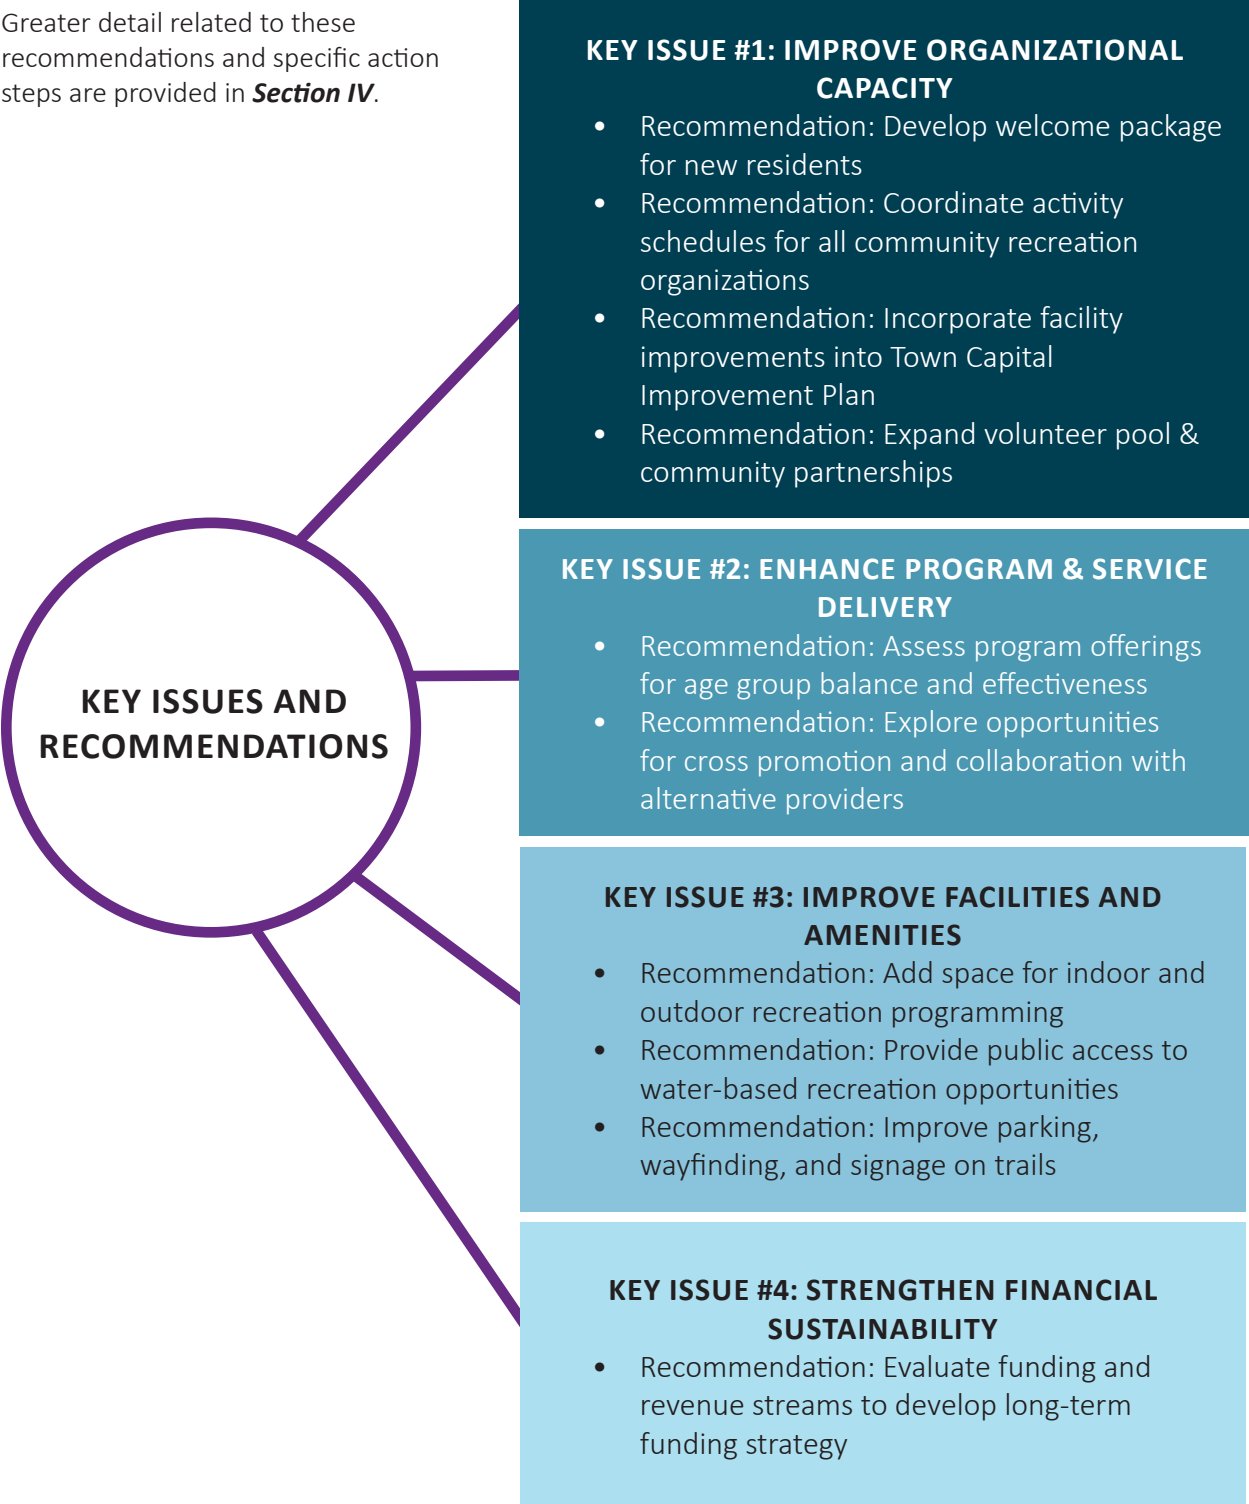 Greater detail related to these
recommendations and specific action
steps are provided in Section IV.
KEY ISSUES AND
RECOMMENDATIONS
KEY ISSUE #1: IMPROVE ORGANIZATIONAL
CAPACITY
• Recommendation: Develop welcome package
for new residents
• Recommendation: Coordinate activity
schedules for all community recreation
organizations
• Recommendation: Incorporate facility
improvements into Town Capital
Improvement Plan
• Recommendation: Expand volunteer pool &
community partnerships
KEY ISSUE #2: ENHANCE PROGRAM & SERVICE
DELIVERY
• Recommendation: Assess program offerings
for age group balance and effectiveness
• Recommendation: Explore opportunities
for cross promotion and collaboration with
alternative providers
KEY ISSUE #3: IMPROVE FACILITIES AND
AMENITIES
• Recommendation: Add space for indoor and
outdoor recreation programming
• Recommendation: Provide public access to
water-based recreation opportunities
• Recommendation: Improve parking,
wayfinding, and signage on trails
KEY ISSUE #4: STRENGTHEN FINANCIAL
SUSTAINABILITY
• Recommendation: Evaluate funding and
revenue streams to develop long-term
funding strategy